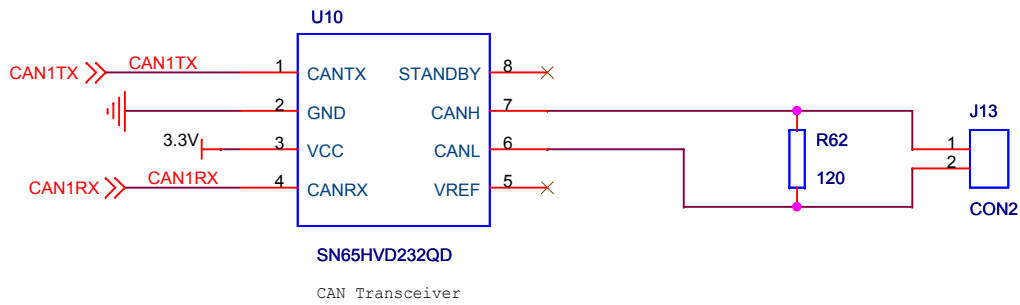 U10
CAN1TX CAN1TX 1 CANTX STANDBY 8
2 GND CANH 7
J13
3.3V 3 VCC CANL 6 R62 1
2
CAN1RX CAN1RX 4 CANRX VREF 5 120
CON2
SN65HVD232QD
CAN Transceiver